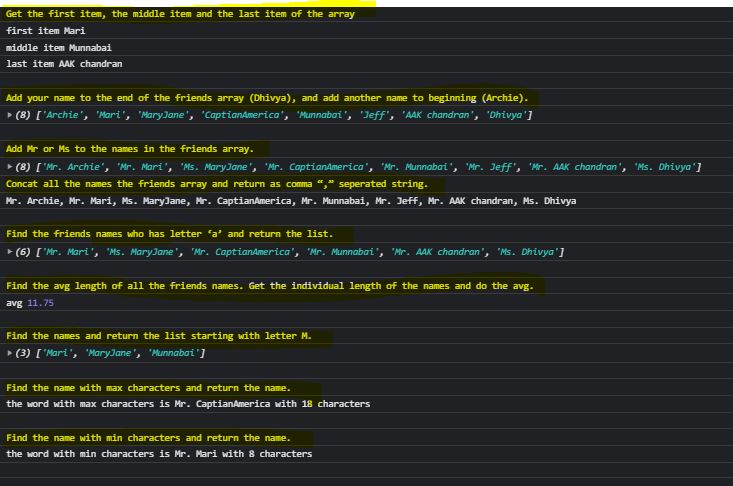 Get the first item, the middle item and the last item of the array
first item Mari
middle item Munnabai
last item AAK chandran
Add your name to the end of the friends array (Dhivya), and add another name to beginning (Archie).
▸(8) ['Archie', 'Mari', 'MaryJane', 'CaptianAmerica', 'Munnabai', 'Jeff', 'AAK chandran', 'Dhivya']
Add Mr or Ms to the names in the friends array.
▸(8) ['Mr. Archie', 'Mr. Mari', 'Ms. MaryJane', 'Mr. CaptianAmerica', 'Mr. Munnabai', 'Mr. Jeff', 'Mr. AAK chandran', 'Ms. Dhivya']
Concat all the names the friends array and return as comma “,” seperated string.
Mr. Archie, Mr. Mari, Ms. MaryJane, Mr. CaptianAmerica, Mr. Munnabai, Mr. Jeff, Mr. AAK chandran, Ms. Dhivya
Find the friends names who has letter ‘a’ and return the list.
▸(6) ['Mr. Mari', 'Ms. MaryJane', 'Mr. CaptianAmerica', 'Mr. Munnabai', 'Mr. AAK chandran', 'Ms. Dhivya']
Find the avg length of all the friends names. Get the individual length of the names and do the avg.
avg 11.75
Find the names and return the list starting with letter M.
▸(3) ['Mari', 'MaryJane', 'Munnabai']
Find the name with max characters and return the name.
the word with max characters is Mr. CaptianAmerica with 18 characters
Find the name with min characters and return the name.
the word with min characters is Mr. Mari with 8 characters